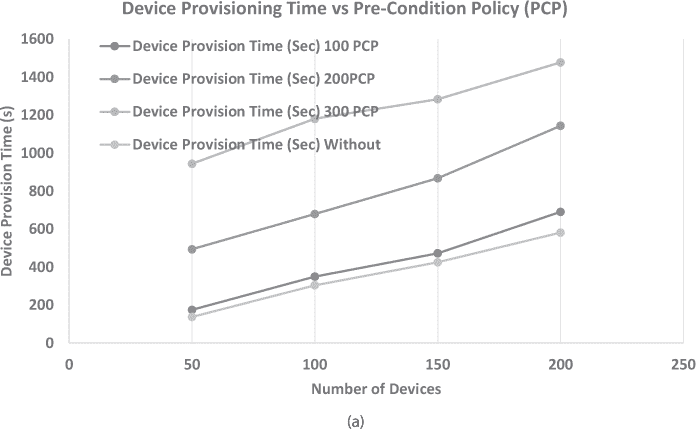 Device Provisioning Time vs Pre-Condition Policy (PCP)
1600
1400
1200
1000
800
600
400
200
0
Device Provision Time (s)
Device Provision Time (Sec) 100 PCP
Device Provision Time (Sec) 200PCP
Device Provision Time (Sec) 300 PCP
Device Provision Time (Sec) Without
0 50 100 150 200 250
Number of Devices
(a)